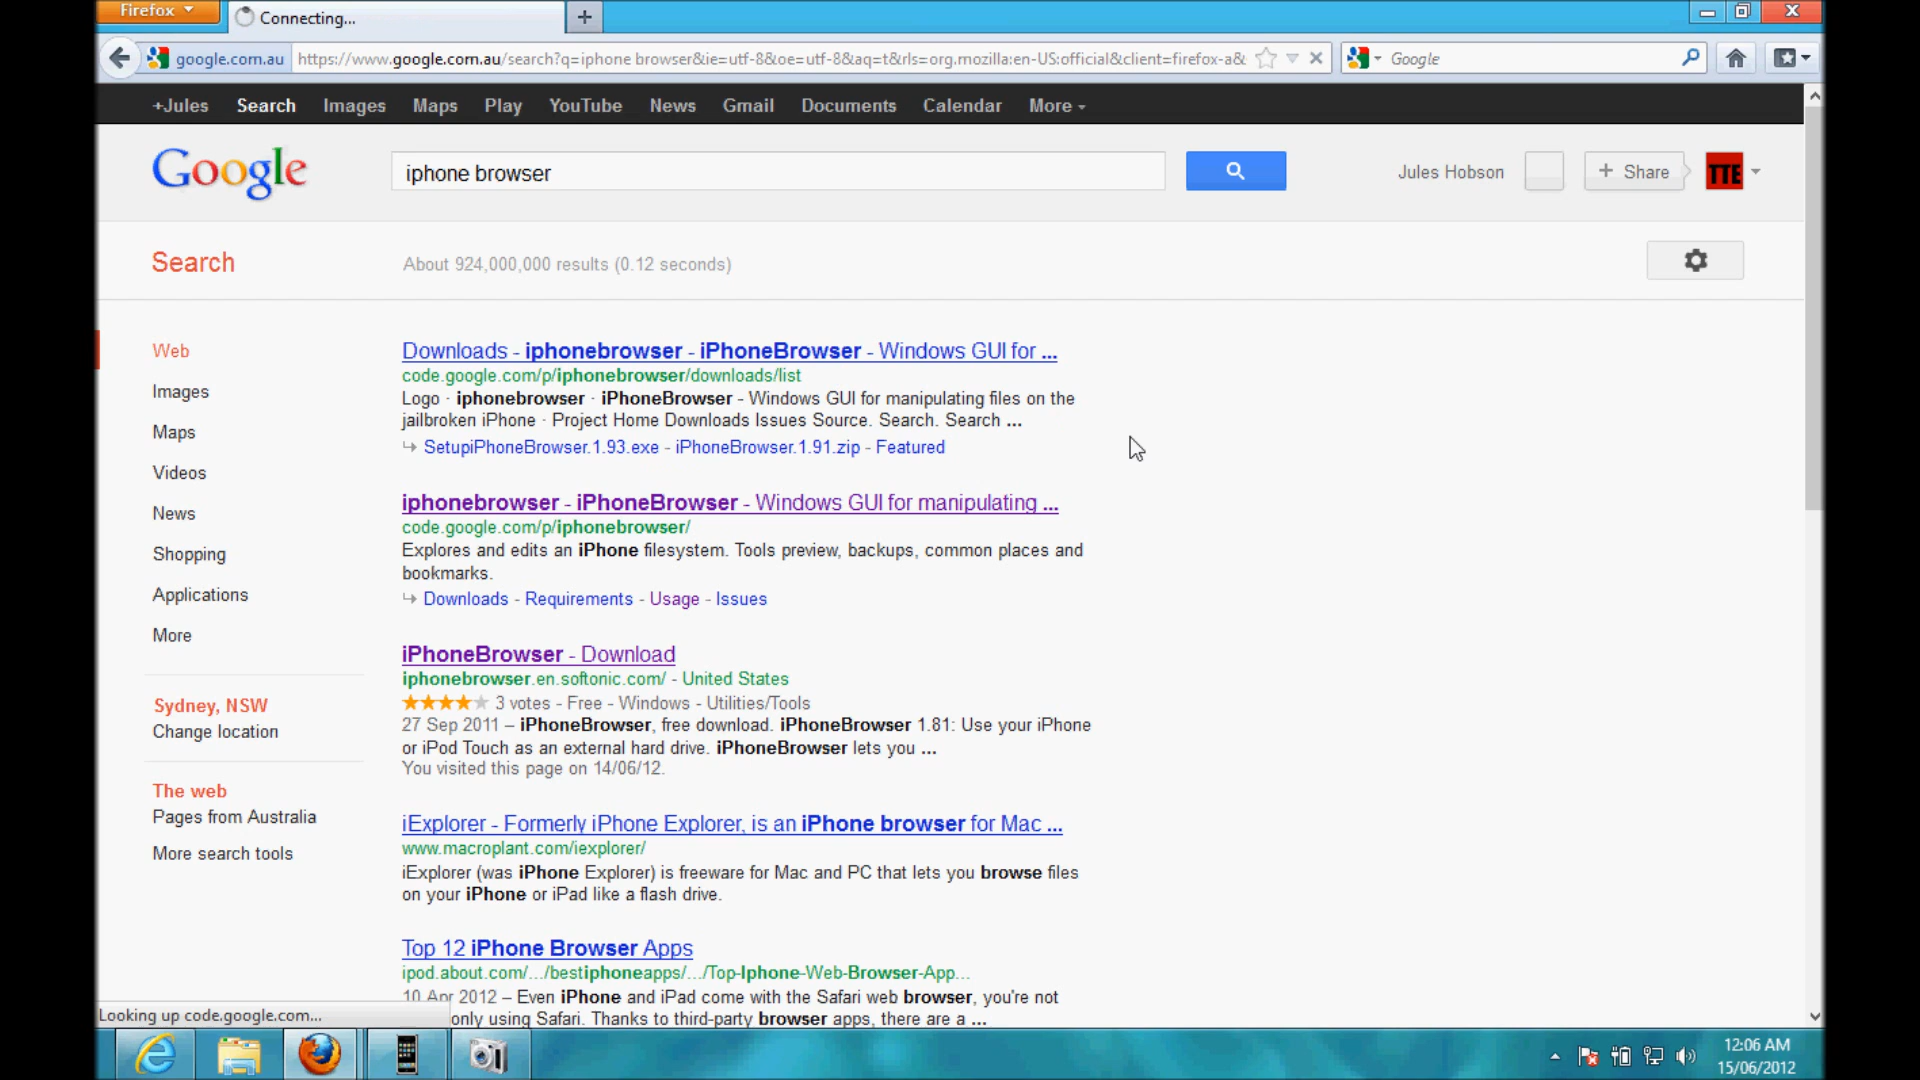 Firefox
Connecting...
google.com.au
https://www.google.com.au/search?q=iphone browser&ie=utf-8&oe=utf-8&aq=t&rls=org.mozilla:en-US:official&client=firefox-a&
Google
+Jules Search Images Maps Play YouTube News Gmail Documents Calendar More
Google
iphone browser
Jules Hobson
+ Share
TTE
Search
About 924,000,000 results (0.12 seconds)
Web
Images
Maps
Videos
News
Shopping
Applications
More
Sydney, NSW
Change location
The web
Pages from Australia
More search tools
Downloads - iphonebrowser - iPhoneBrowser - Windows GUI for ...
code.google.com/p/iphonebrowser/downloads/list
Logo · iphonebrowser · iPhoneBrowser - Windows GUI for manipulating files on the
jailbroken iPhone · Project Home Downloads Issues Source. Search. Search ...
SetupiPhoneBrowser.1.93.exe - iPhoneBrowser.1.91.zip - Featured
iphonebrowser - iPhoneBrowser - Windows GUI for manipulating ...
code.google.com/p/iphonebrowser/
Explores and edits an iPhone filesystem. Tools preview, backups, common places and
bookmarks.
Downloads - Requirements - Usage - Issues
iPhoneBrowser - Download
iphonebrowser.en.softonic.com/ - United States
3 votes - Free - Windows - Utilities/Tools
27 Sep 2011 – iPhoneBrowser, free download. iPhoneBrowser 1.81: Use your iPhone
or iPod Touch as an external hard drive. iPhoneBrowser lets you ...
You visited this page on 14/06/12.
iExplorer - Formerly iPhone Explorer, is an iPhone browser for Mac ...
www.macroplant.com/iexplorer/
iExplorer (was iPhone Explorer) is freeware for Mac and PC that lets you browse files
on your iPhone or iPad like a flash drive.
Top 12 iPhone Browser Apps
ipod.about.com/.../bestiphoneapps/.../Top-Iphone-Web-Browser-App...
10 Apr 2012 – Even iPhone and iPad come with the Safari web browser, you're not
only using Safari. Thanks to third-party browser apps, there are a ...
Looking up code.google.com...
12:06 AM
15/06/2012